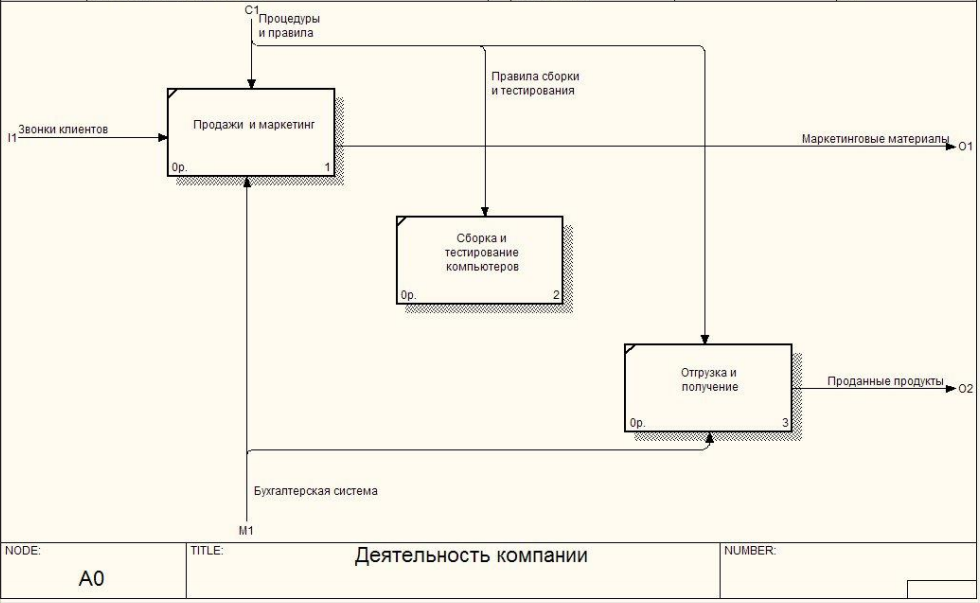 C1
Процедуры
и правила
Правила сборки
и тестирования
I1
Звонки клиентов
Продажи и маркетинг
0р.
1
Маркетинговые материалы
O1
Сборка и
тестирование
компьютеров
0р.
2
Отгрузка и
получение
0р.
3
Проданные продукты
O2
Бухгалтерская система
M1
NODE:
TITLE:
NUMBER:
A0
Деятельность компании